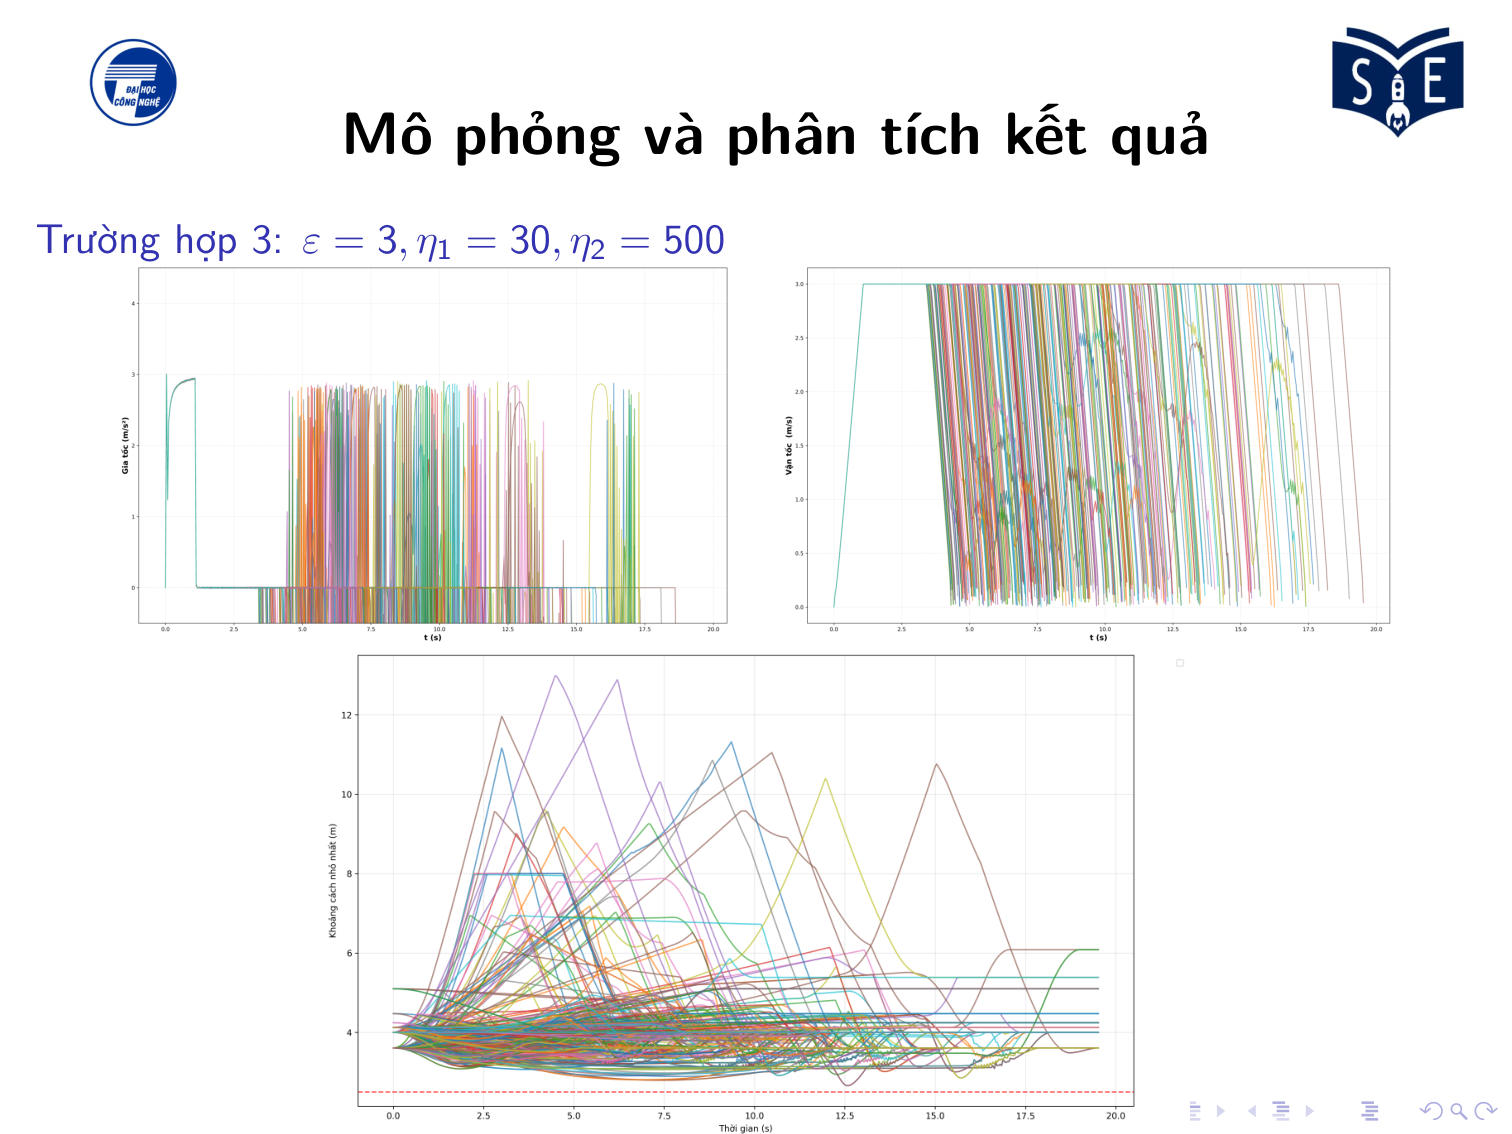 ĐẠI HỌC
CÔNG NGHỆ
S E
Mô phỏng và phân tích kết quả
Trường hợp 3: ε = 3, η₁ = 30, η₂ = 500
Gia tốc (m/s²)
4
3
2
1
0
0.0 2.5 5.0 7.5 10.0 12.5 15.0 17.5 20.0
t (s)
Vận tốc (m/s)
3.0
2.5
2.0
1.5
1.0
0.5
0.0
0.0 2.5 5.0 7.5 10.0 12.5 15.0 17.5 20.0
t (s)
Khoảng cách nhỏ nhất (m)
12
10
8
6
4
0.0 2.5 5.0 7.5 10.0 12.5 15.0 17.5 20.0
Thời gian (s)